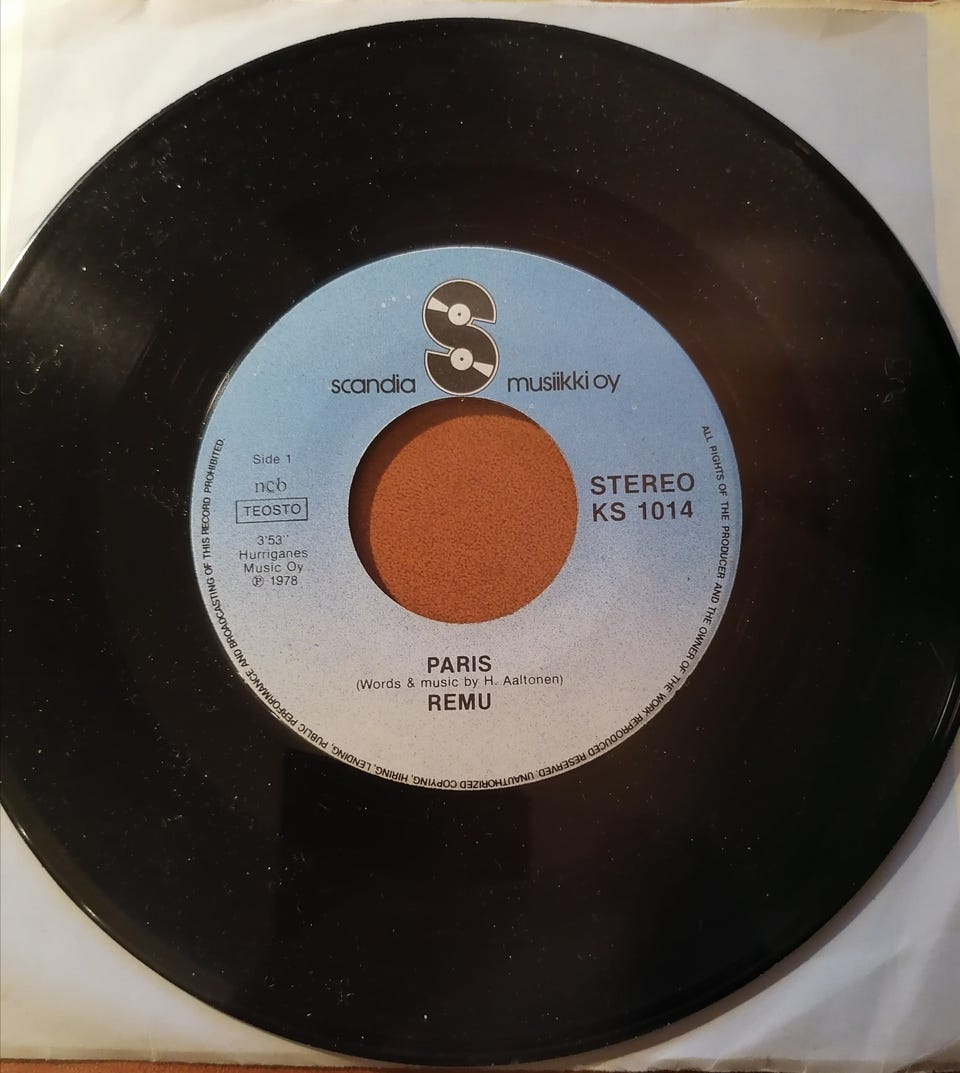 scandia S musiikki oy
Side 1
ncb
TEOSTO
3'53''
Hurriganes
Music Oy
℗ 1978
STEREO
KS 1014
PARIS
(Words & music by H. Aaltonen)
REMU
ALL RIGHTS OF THE PRODUCER AND THE OWNER OF THE WORK REPRODUCED RESERVED. UNAUTHORIZED COPYING, HIRING, LENDING, PUBLIC PERFORMANCE AND BROADCASTING OF THIS RECORD PROHIBITED.